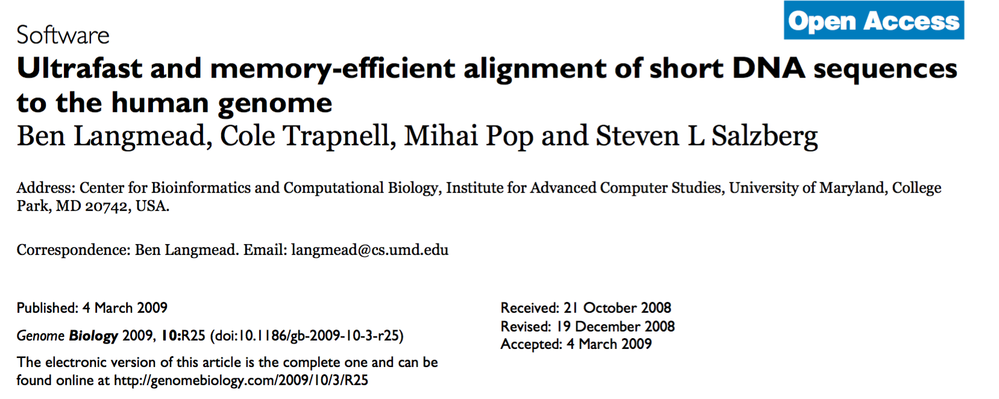 Open Access
Software
Ultrafast and memory-efficient alignment of short DNA sequences
to the human genome
Ben Langmead, Cole Trapnell, Mihai Pop and Steven L Salzberg
Address: Center for Bioinformatics and Computational Biology, Institute for Advanced Computer Studies, University of Maryland, College
Park, MD 20742, USA.
Correspondence: Ben Langmead. Email: langmead@cs.umd.edu
Published: 4 March 2009
Genome Biology 2009, 10:R25 (doi:10.1186/gb-2009-10-3-r25)
The electronic version of this article is the complete one and can be
found online at http://genomebiology.com/2009/10/3/R25
Received: 21 October 2008
Revised: 19 December 2008
Accepted: 4 March 2009